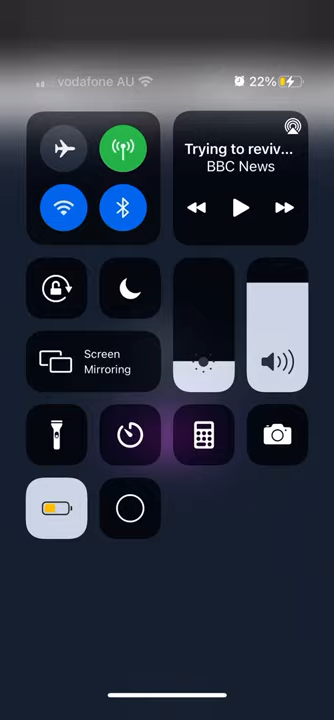 vodafone AU
22%
Trying to reviv...
BBC News
Screen
Mirroring